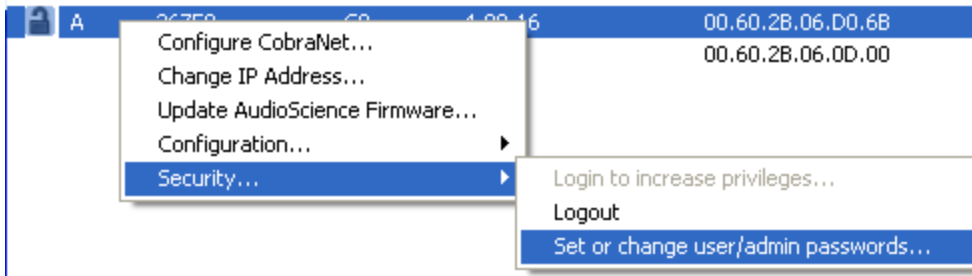 A 00.60.2B.06.D0.6B
Configure CobraNet...
00.60.2B.06.0D.00
Change IP Address...
Update AudioScience Firmware...
Configuration...
Security...
Login to increase privileges...
Logout
Set or change user/admin passwords...